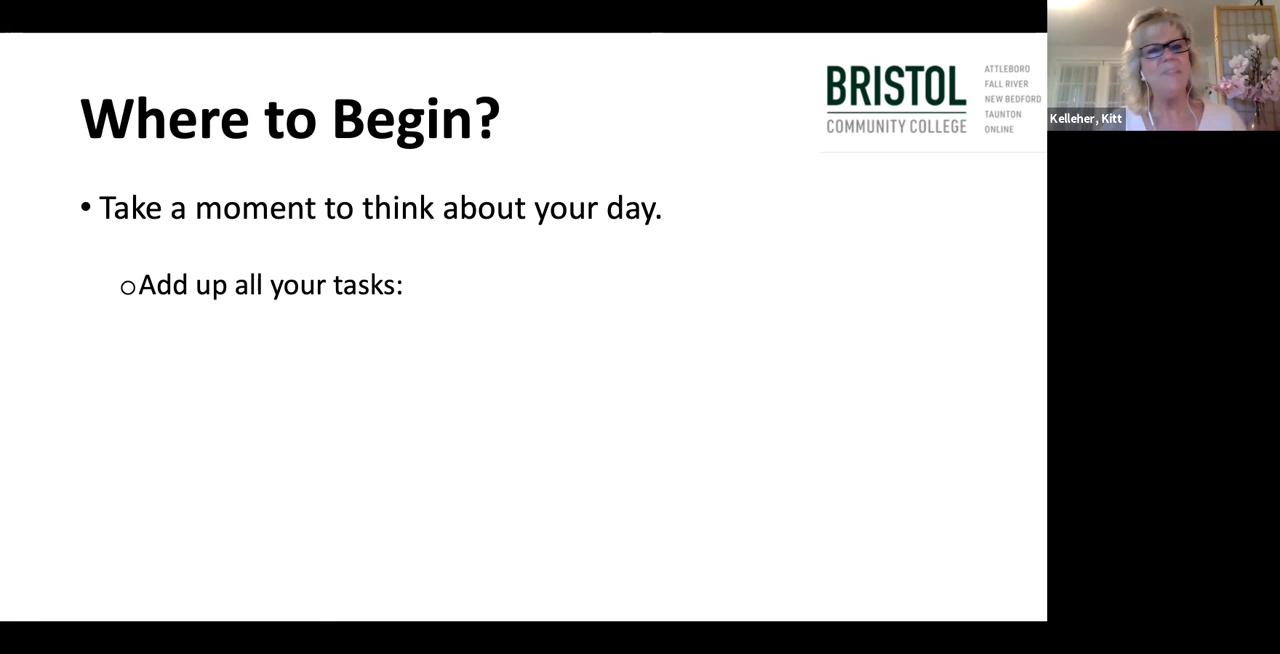 Where to Begin?
• Take a moment to think about your day.
oAdd up all your tasks:
BRISTOL
COMMUNITY COLLEGE
ATTLEBORO
FALL RIVER
NEW BEDFORD
TAUNTON
ONLINE
Kelleher, Kitt